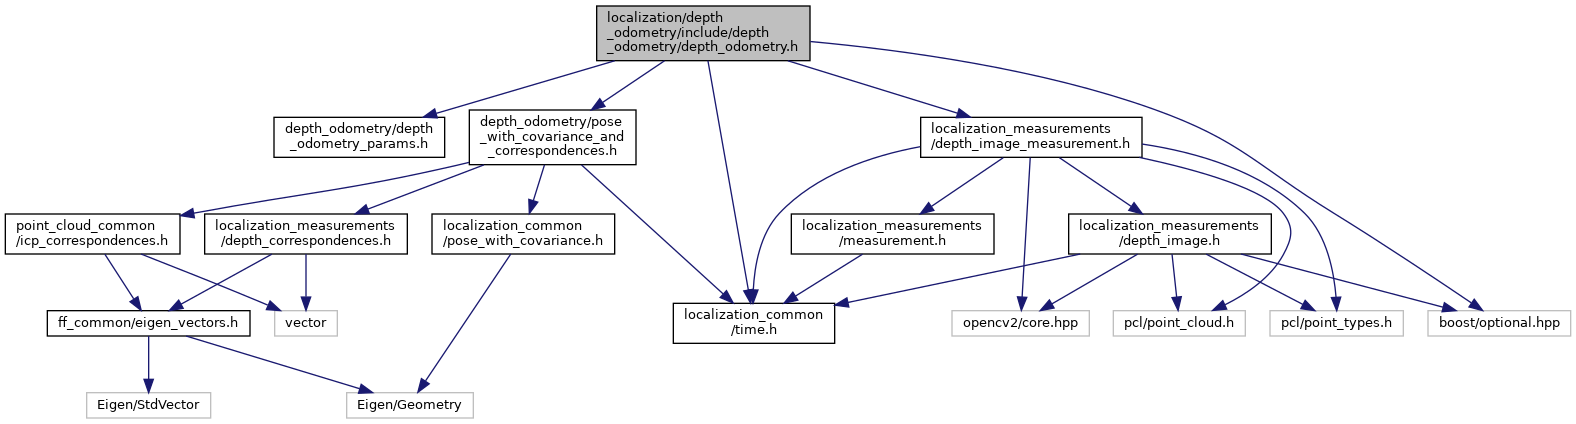 localization/depth
_odometry/include/depth
_odometry/depth_odometry.h
depth_odometry/depth
_odometry_params.h
depth_odometry/pose
_with_covariance_and
_correspondences.h
localization_measurements
/depth_image_measurement.h
point_cloud_common
/icp_correspondences.h
localization_measurements
/depth_correspondences.h
localization_common
/pose_with_covariance.h
localization_measurements
/measurement.h
localization_measurements
/depth_image.h
ff_common/eigen_vectors.h
vector
localization_common
/time.h
opencv2/core.hpp
pcl/point_cloud.h
pcl/point_types.h
boost/optional.hpp
Eigen/StdVector
Eigen/Geometry